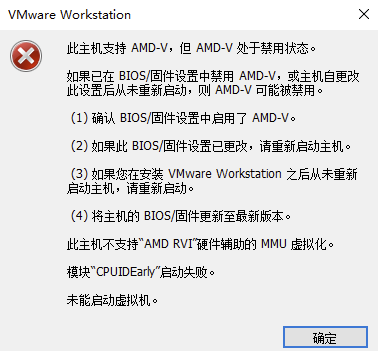 VMware Workstation
此主机支持 AMD-V，但 AMD-V 处于禁用状态。
如果已在 BIOS/固件设置中禁用 AMD-V，或主机自更改
此设置后从未重新启动，则 AMD-V 可能被禁用。
(1) 确认 BIOS/固件设置中启用了 AMD-V。
(2) 如果此 BIOS/固件设置已更改，请重新启动主机。
(3) 如果您在安装 VMware Workstation 之后从未重新
启动主机，请重新启动。
(4) 将主机的 BIOS/固件更新至最新版本。
此主机不支持“AMD RVI”硬件辅助的 MMU 虚拟化。
模块“CPUIDEarly”启动失败。
未能启动虚拟机。
确定